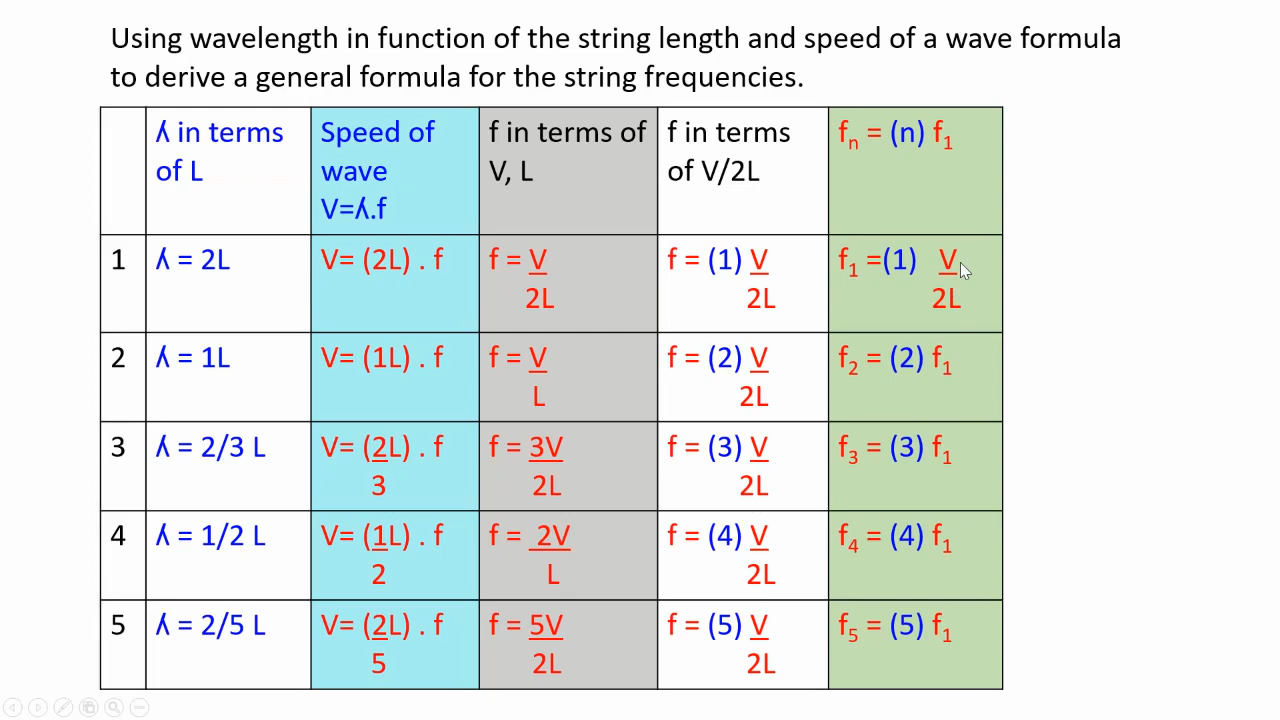 Using wavelength in function of the string length and speed of a wave formula
to derive a general formula for the string frequencies.
ʎ in terms of L	Speed of wave V=ʎ.f	f in terms of V, L	f in terms of V/2L	fn = (n) f1
1	ʎ = 2L	V= (2L) . f	f = V/2L	f = (1) V/2L	f1 =(1) V/2L
2	ʎ = 1L	V= (1L) . f	f = V/L	f = (2) V/2L	f2 = (2) f1
3	ʎ = 2/3 L	V= (2L/3) . f	f = 3V/2L	f = (3) V/2L	f3 = (3) f1
4	ʎ = 1/2 L	V= (1L/2) . f	f = 2V/L	f = (4) V/2L	f4 = (4) f1
5	ʎ = 2/5 L	V= (2L/5) . f	f = 5V/2L	f = (5) V/2L	f5 = (5) f1